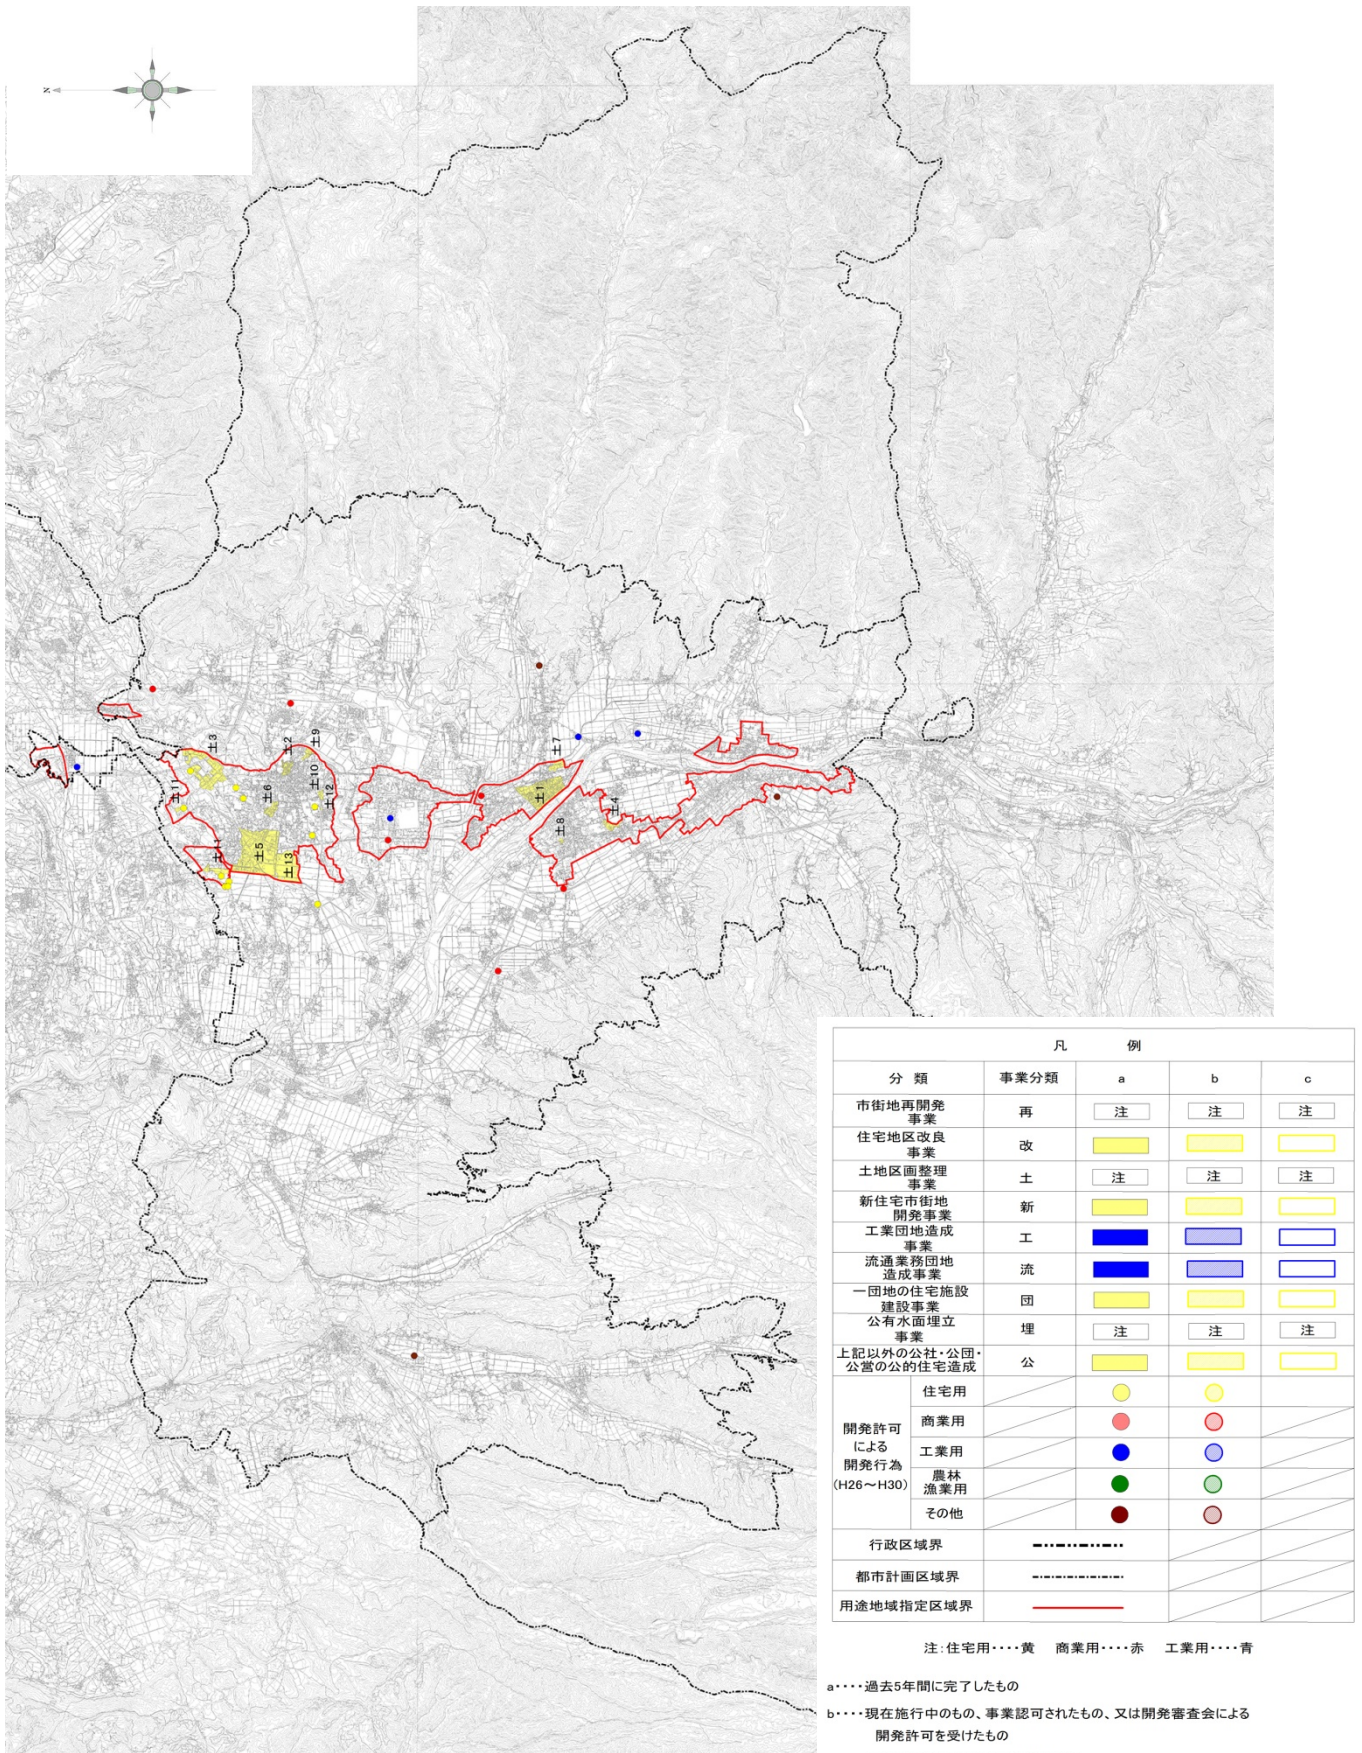 N
土3
土2
土9
土7
土11
土6
土10
土12
土1
土4
土8
土5
土13
凡 例
分 類 事業分類 a b c
市街地再開発
事業 再 注 注 注
住宅地区改良
事業 改
土地区画整理
事業 土 注 注 注
新住宅市街地
開発事業 新
工業団地造成
事業 工
流通業務団地
造成事業 流
一団地の住宅施設
建設事業 団
公有水面埋立
事業 埋 注 注 注
上記以外の公社・公団・
公営の公的住宅造成 公
開発許可
による
開発行為
(H26～H30)
住宅用
商業用
工業用
農林
漁業用
その他
行政区域界
都市計画区域界
用途地域指定区域界
注:住宅用････黄 商業用････赤 工業用････青
a････過去5年間に完了したもの
b････現在施行中のもの、事業認可されたもの、又は開発審査会による
開発許可を受けたもの